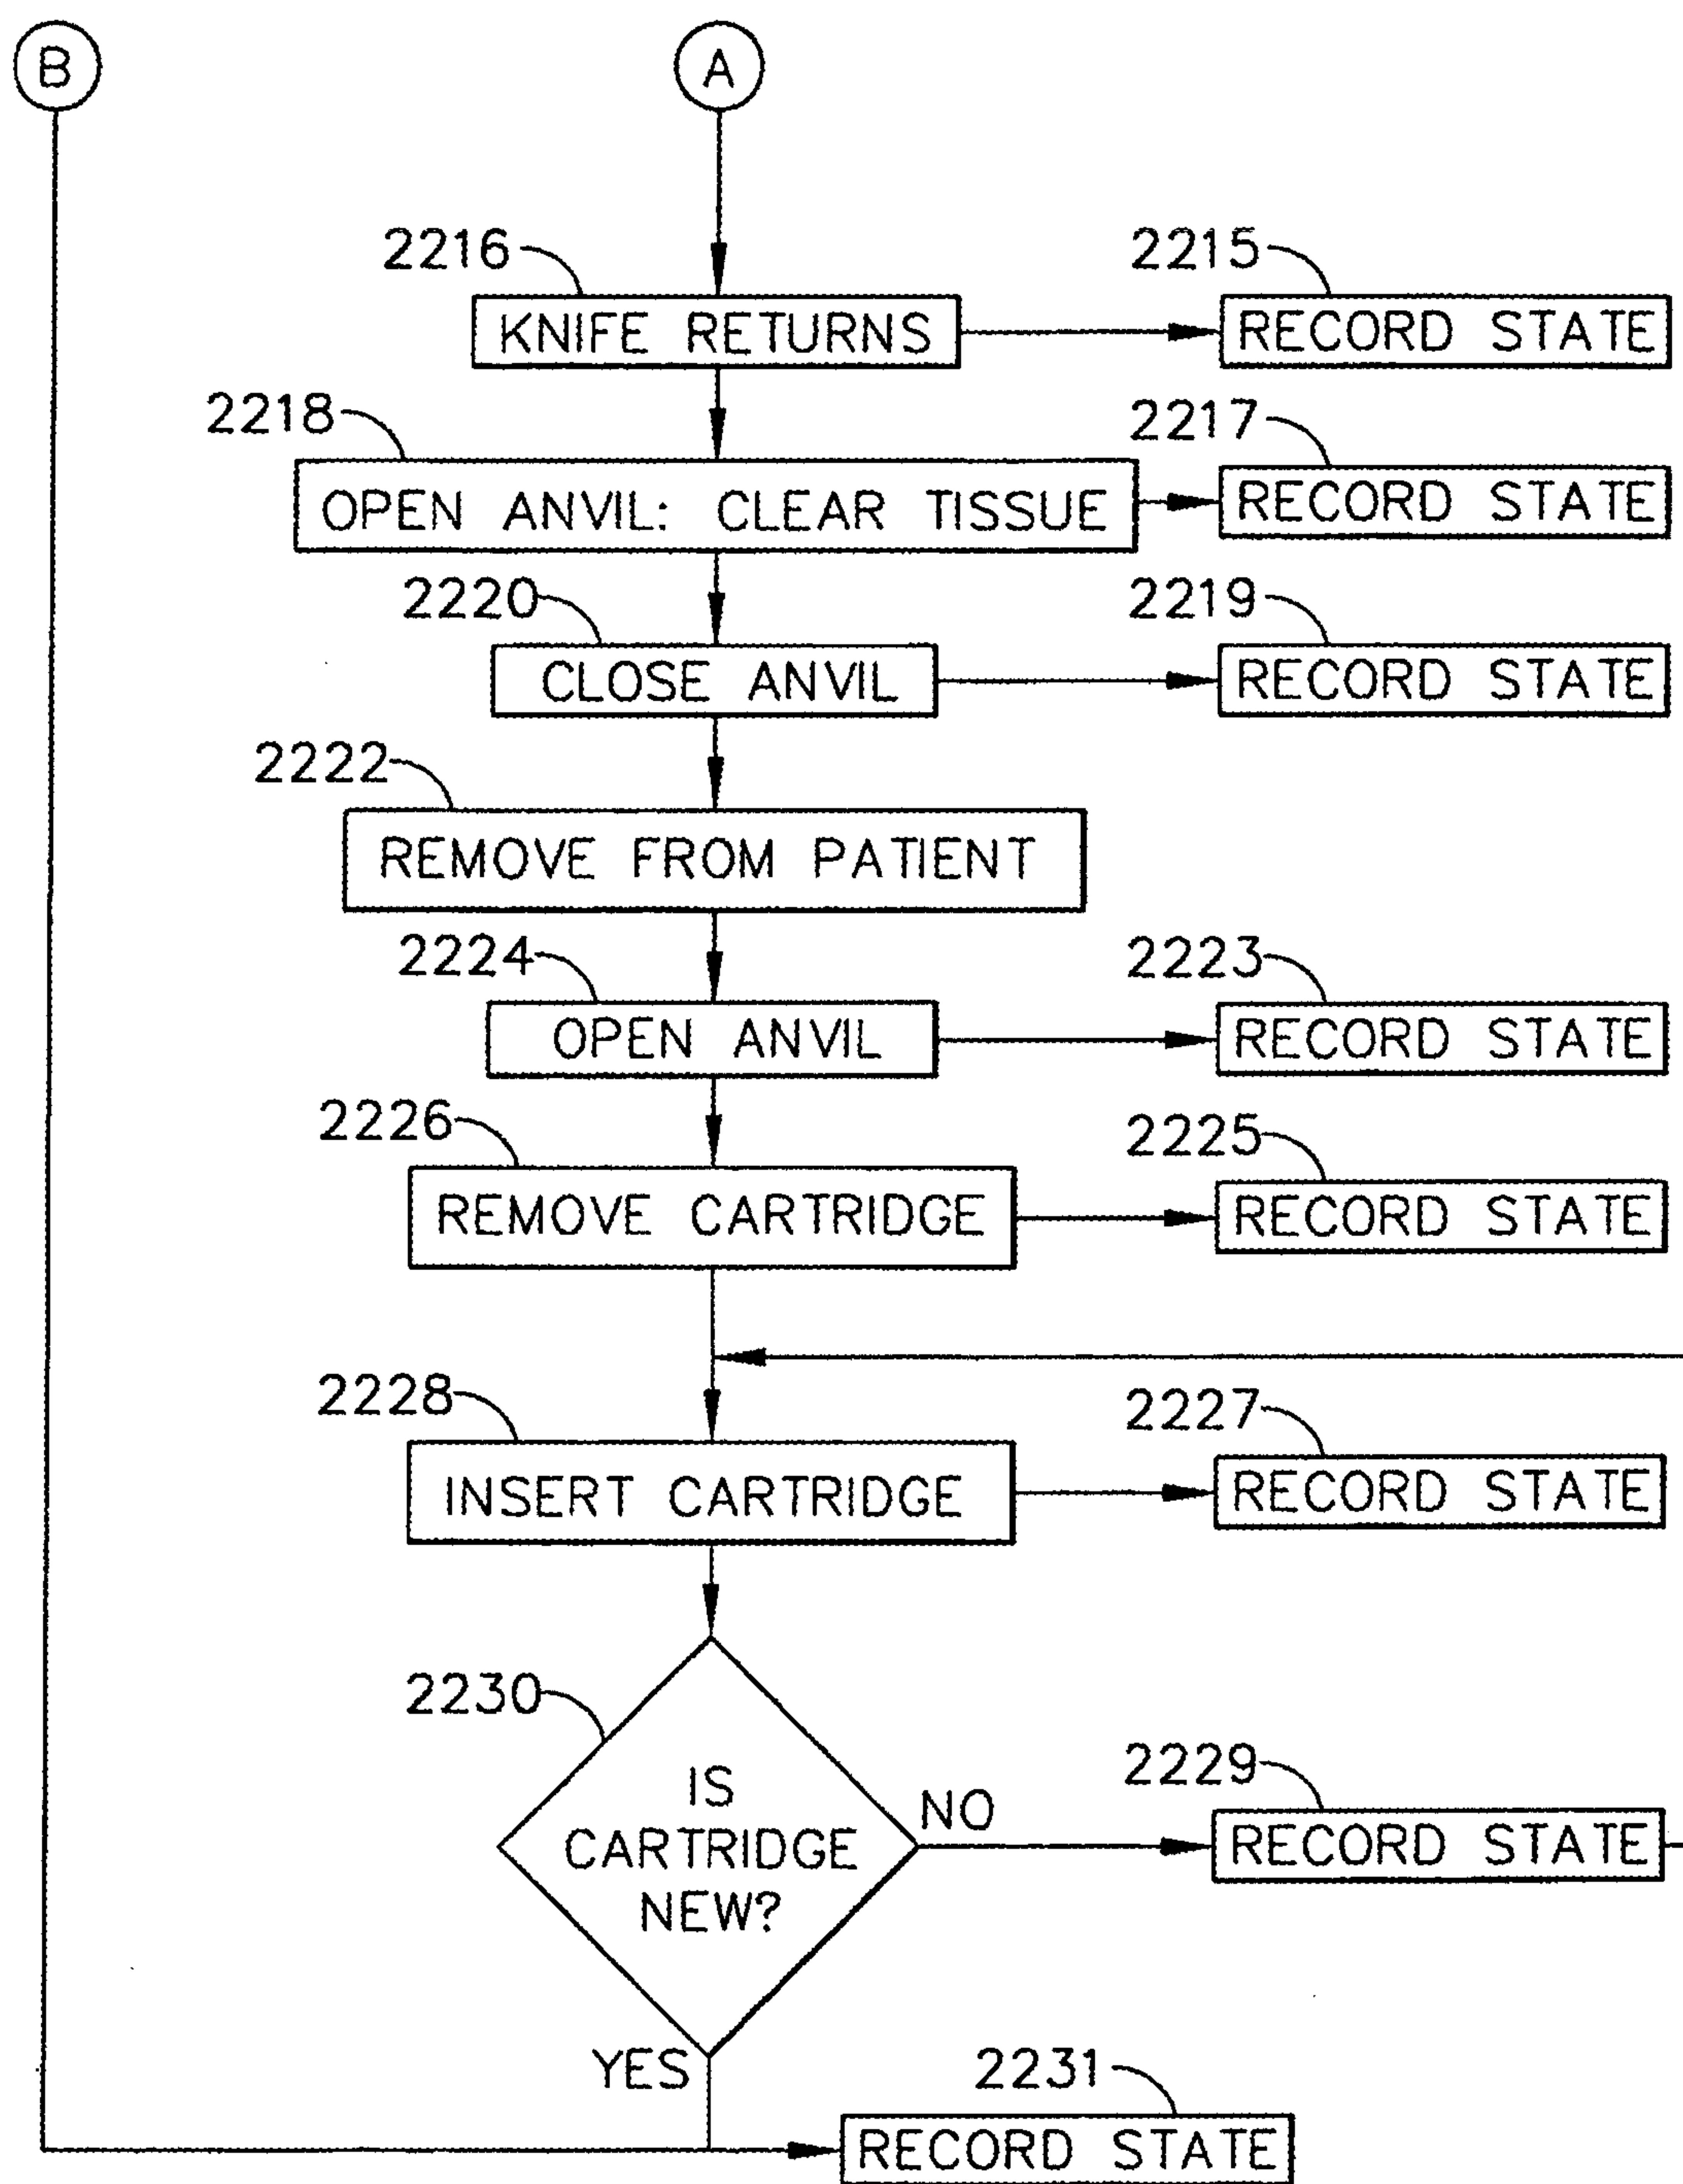 B
A
2216
2215
KNIFE RETURNS
RECORD STATE
2218
2217
OPEN ANVIL: CLEAR TISSUE
RECORD STATE
2220
2219
CLOSE ANVIL
RECORD STATE
2222
REMOVE FROM PATIENT
2224
2223
OPEN ANVIL
RECORD STATE
2226
2225
REMOVE CARTRIDGE
RECORD STATE
2228
2227
INSERT CARTRIDGE
RECORD STATE
2230
IS
CARTRIDGE
NEW?
NO
2229
RECORD STATE
YES
2231
RECORD STATE